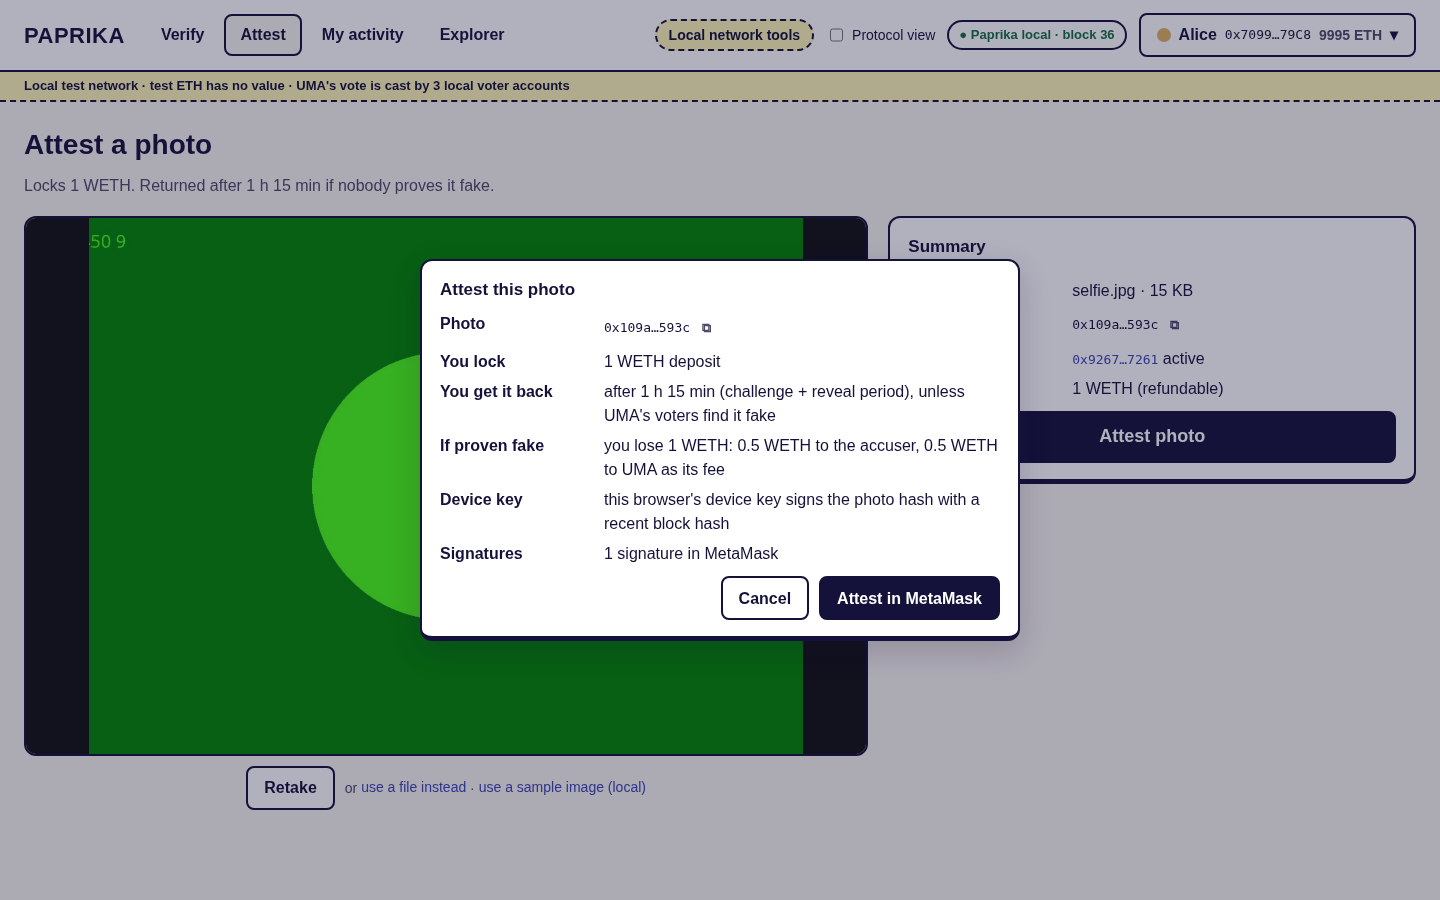 PAPRIKA Verify Attest My activity Explorer Local network tools Protocol view ● Paprika local · block 36 Alice 0x7099…79C8 9995 ETH ▼
Local test network · test ETH has no value · UMA's vote is cast by 3 local voter accounts
Attest a photo
Locks 1 WETH. Returned after 1 h 15 min if nobody proves it fake.
50 9
Summary
selfie.jpg · 15 KB
0x109a…593c
0x9267…7261 active
1 WETH (refundable)
Attest photo
Attest this photo
Photo 0x109a…593c
You lock 1 WETH deposit
You get it back after 1 h 15 min (challenge + reveal period), unless
UMA's voters find it fake
If proven fake you lose 1 WETH: 0.5 WETH to the accuser, 0.5 WETH
to UMA as its fee
Device key this browser's device key signs the photo hash with a
recent block hash
Signatures 1 signature in MetaMask
Cancel Attest in MetaMask
Retake or use a file instead · use a sample image (local)